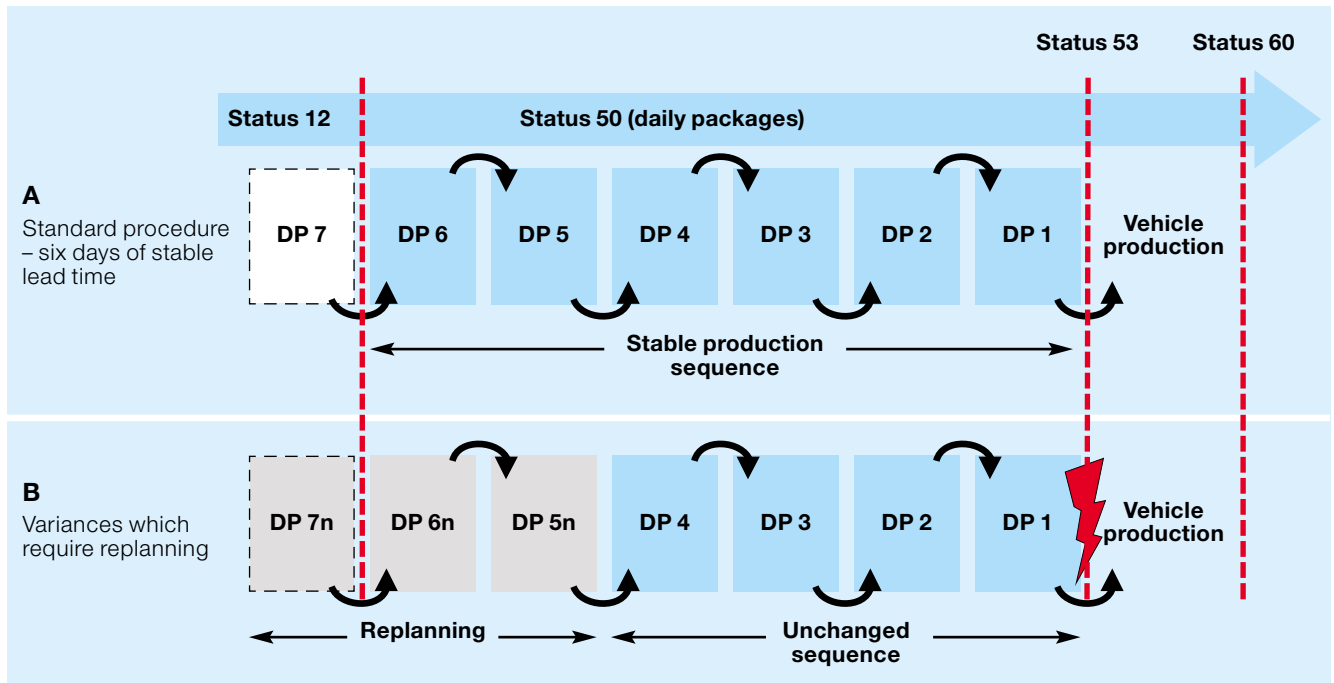 Status 53
Status 60
Status 12
Status 50 (daily packages)
A
Standard procedure
– six days of stable
lead time
DP 7
DP 6
DP 5
DP 4
DP 3
DP 2
DP 1
Vehicle
production
Stable production
sequence
B
Variances which
require replanning
DP 7n
DP 6n
DP 5n
DP 4
DP 3
DP 2
DP 1
Vehicle
production
Replanning
Unchanged
sequence